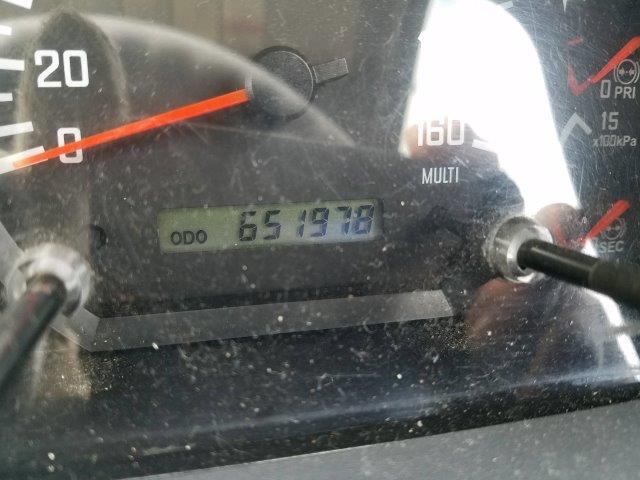 20
0
160
MULTI
ODO 651978
0 PRI
15
x100kPa
SEC